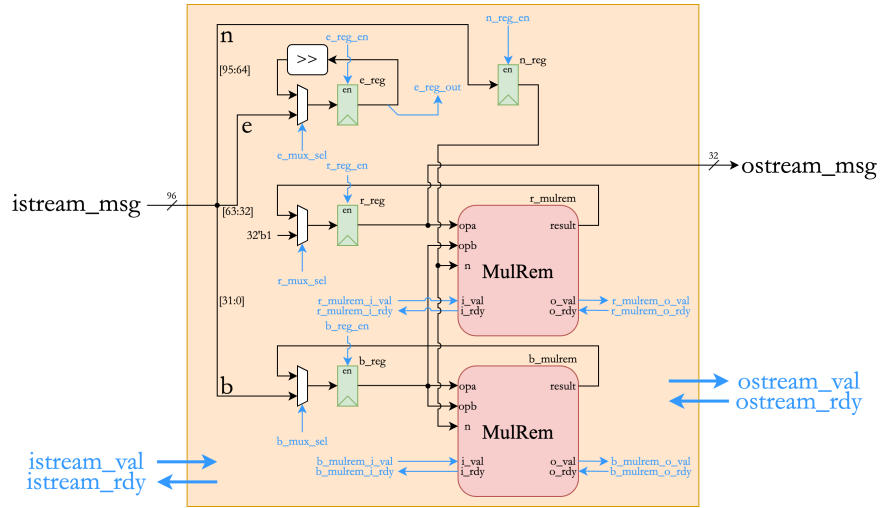 n
n_reg_en
e_reg_en
>>
n_reg
en
[95:64]
e_reg
en
e_reg_out
e
e_mux_sel
r_reg_en
32
ostream_msg
istream_msg
96
[63:32]
r_reg
en
r_mulrem
32'b1
opa
result
opb
n
MulRem
r_mux_sel
[31:0]
r_mulrem_i_val
i_val
o_val
r_mulrem_o_val
r_mulrem_i_rdy
i_rdy
o_rdy
r_mulrem_o_rdy
b_reg_en
b_reg
en
b_mulrem
b
opa
result
opb
n
MulRem
ostream_val
ostream_rdy
b_mux_sel
istream_val
b_mulrem_i_val
i_val
o_val
b_mulrem_o_val
b_mulrem_i_rdy
i_rdy
o_rdy
b_mulrem_o_rdy
istream_rdy